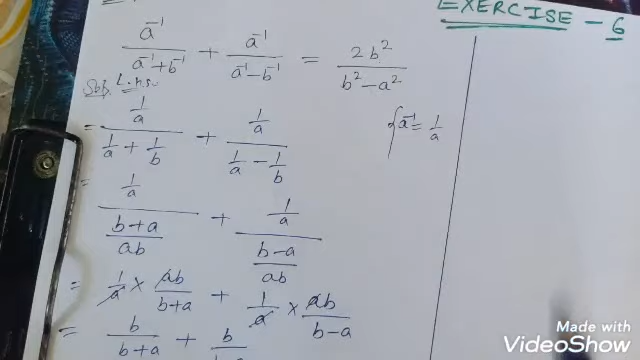 EXERCISE - 6
a⁻¹/(a⁻¹+b⁻¹) + a⁻¹/(a⁻¹-b⁻¹) = 2b²/(b²-a²)
Sol. L.H.S.
= (1/a)/(1/a + 1/b) + (1/a)/(1/a - 1/b) {a⁻¹ = 1/a
= (1/a)/((b+a)/ab) + (1/a)/((b-a)/ab)
= 1/a × ab/(b+a) + 1/a × ab/(b-a)
= b/(b+a) + b/
Made with
VideoShow